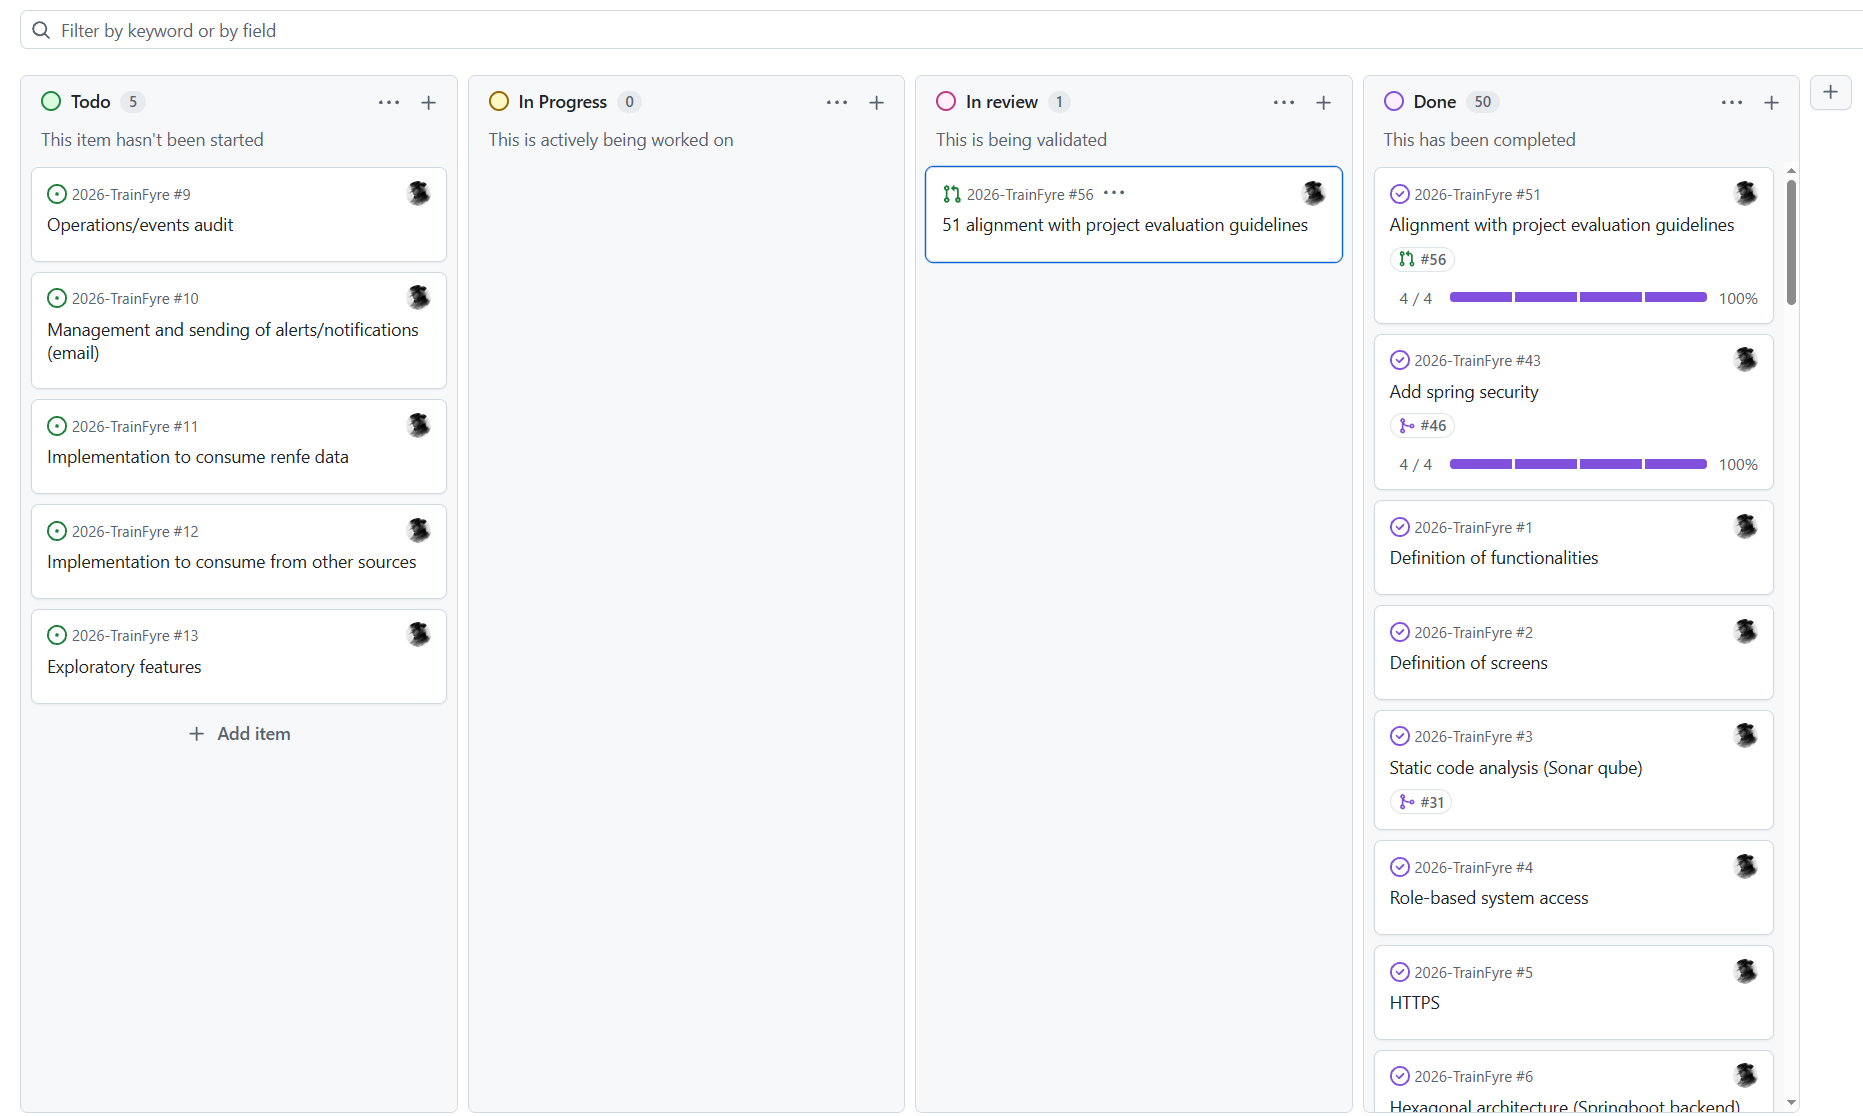 Filter by keyword or by field
Todo 5
This item hasn't been started
2026-TrainFyre #9
Operations/events audit
2026-TrainFyre #10
Management and sending of alerts/notifications
(email)
2026-TrainFyre #11
Implementation to consume renfe data
2026-TrainFyre #12
Implementation to consume from other sources
2026-TrainFyre #13
Exploratory features
Add item
In Progress 0
This is actively being worked on
In review 1
This is being validated
2026-TrainFyre #56
51 alignment with project evaluation guidelines
Done 50
This has been completed
2026-TrainFyre #51
Alignment with project evaluation guidelines
#56
4 / 4 100%
2026-TrainFyre #43
Add spring security
#46
4 / 4 100%
2026-TrainFyre #1
Definition of functionalities
2026-TrainFyre #2
Definition of screens
2026-TrainFyre #3
Static code analysis (Sonar qube)
#31
2026-TrainFyre #4
Role-based system access
2026-TrainFyre #5
HTTPS
2026-TrainFyre #6
Hexagonal architecture (Springboot backend)